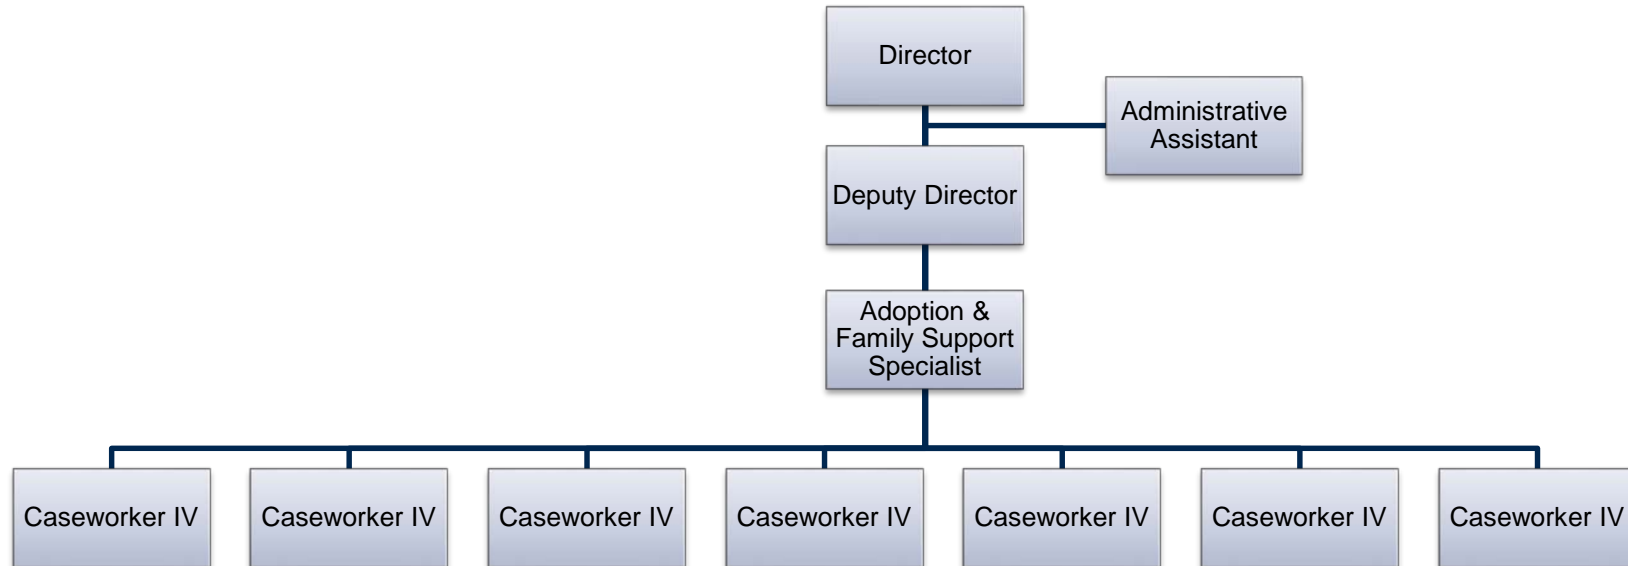 Director
Administrative
Assistant
Deputy Director
Adoption &
Family Support
Specialist
Caseworker IV
Caseworker IV
Caseworker IV
Caseworker IV
Caseworker IV
Caseworker IV
Caseworker IV